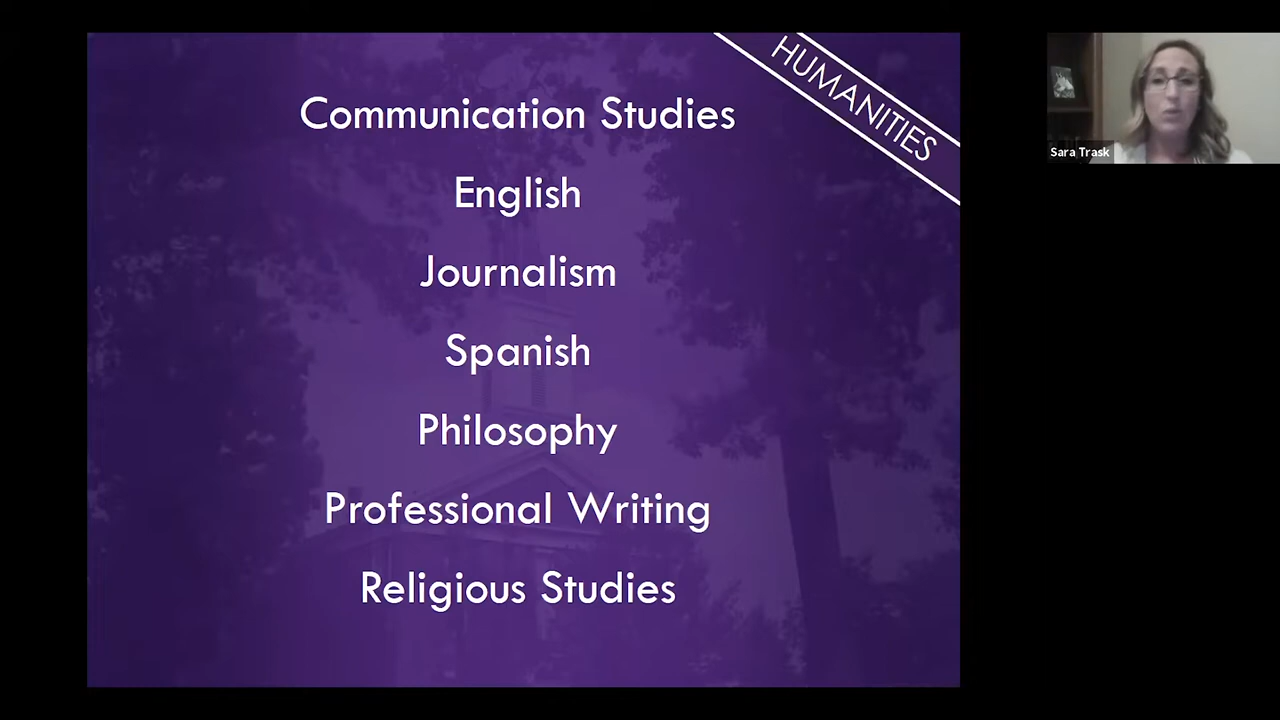 HUMANITIES
Communication Studies
English
Journalism
Spanish
Philosophy
Professional Writing
Religious Studies
Sara Trask